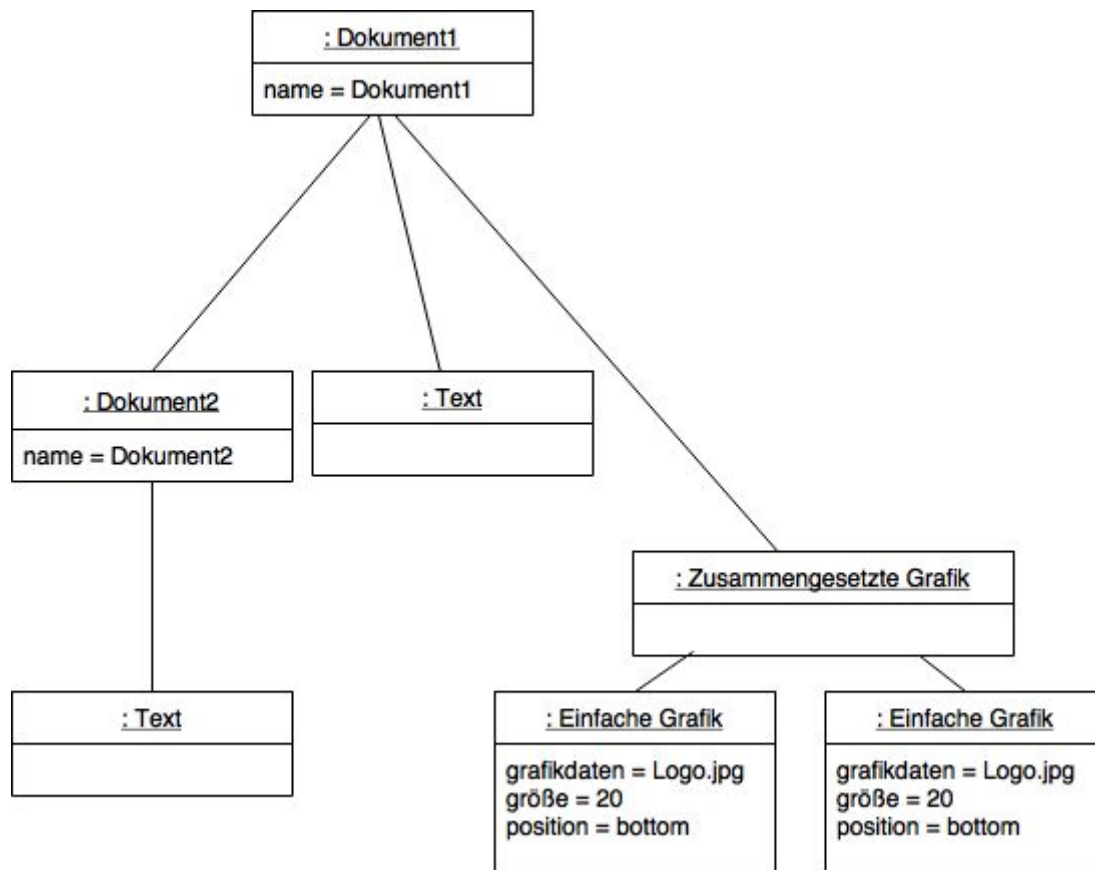 : Dokument1
name = Dokument1
: Dokument2
name = Dokument2
: Text
: Zusammengesetzte Grafik
: Text
: Einfache Grafik
grafikdaten = Logo.jpg
größe = 20
position = bottom
: Einfache Grafik
grafikdaten = Logo.jpg
größe = 20
position = bottom